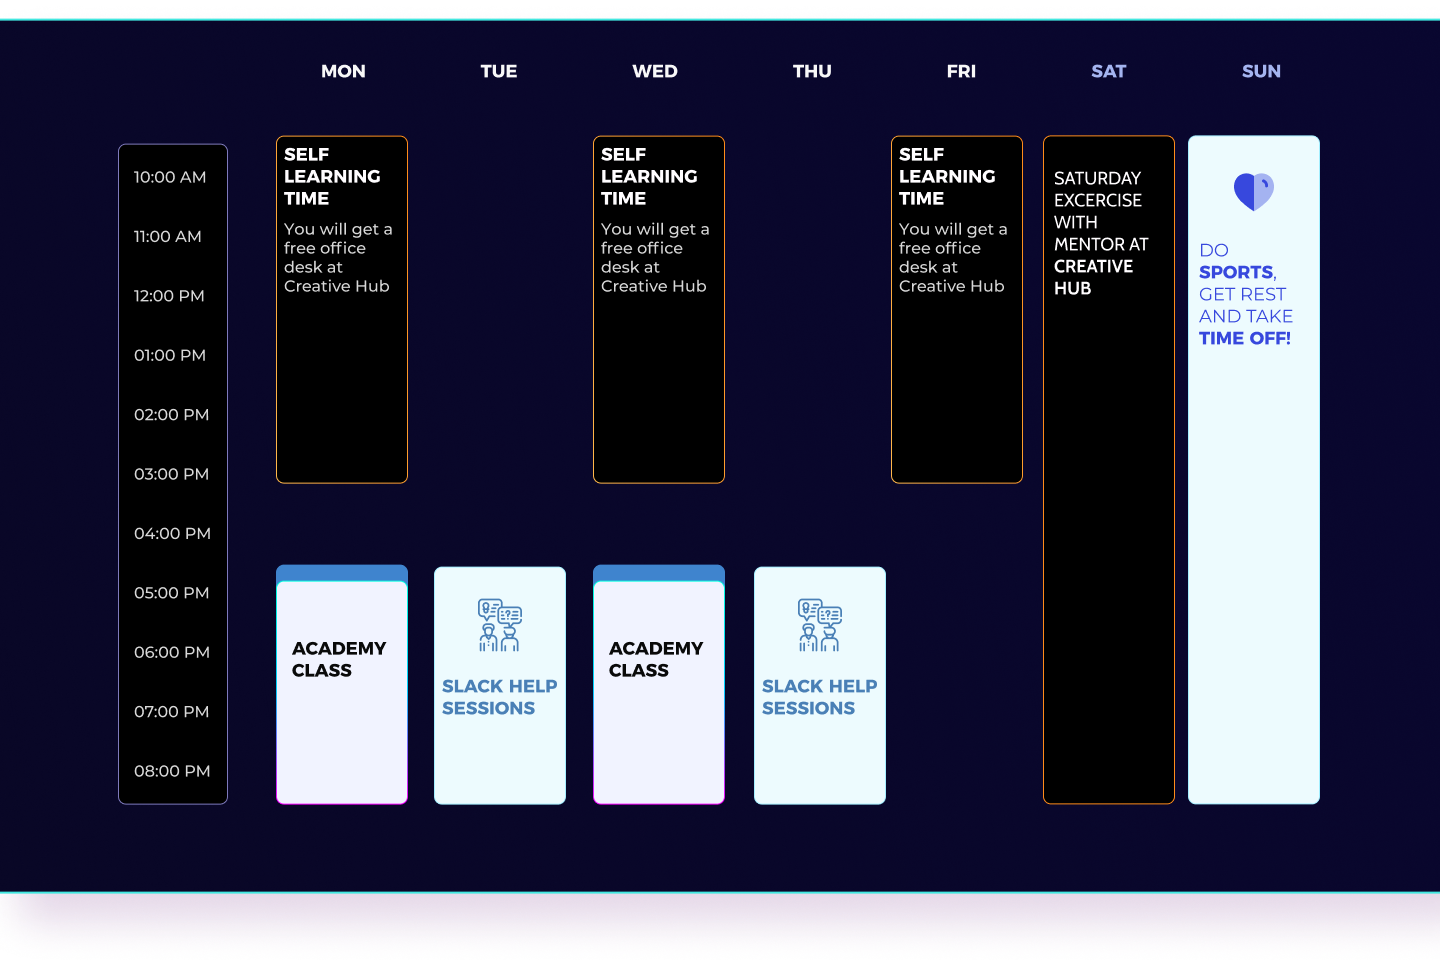 MON TUE WED THU FRI SAT SUN
10:00 AM
11:00 AM
12:00 PM
01:00 PM
02:00 PM
03:00 PM
04:00 PM
05:00 PM
06:00 PM
07:00 PM
08:00 PM
SELF
LEARNING
TIME
You will get a
free office
desk at
Creative Hub
SELF
LEARNING
TIME
You will get a
free office
desk at
Creative Hub
SELF
LEARNING
TIME
You will get a
free office
desk at
Creative Hub
SATURDAY
EXCERCISE
WITH
MENTOR AT
CREATIVE
HUB
DO
SPORTS,
GET REST
AND TAKE
TIME OFF!
ACADEMY
CLASS
SLACK HELP
SESSIONS
ACADEMY
CLASS
SLACK HELP
SESSIONS